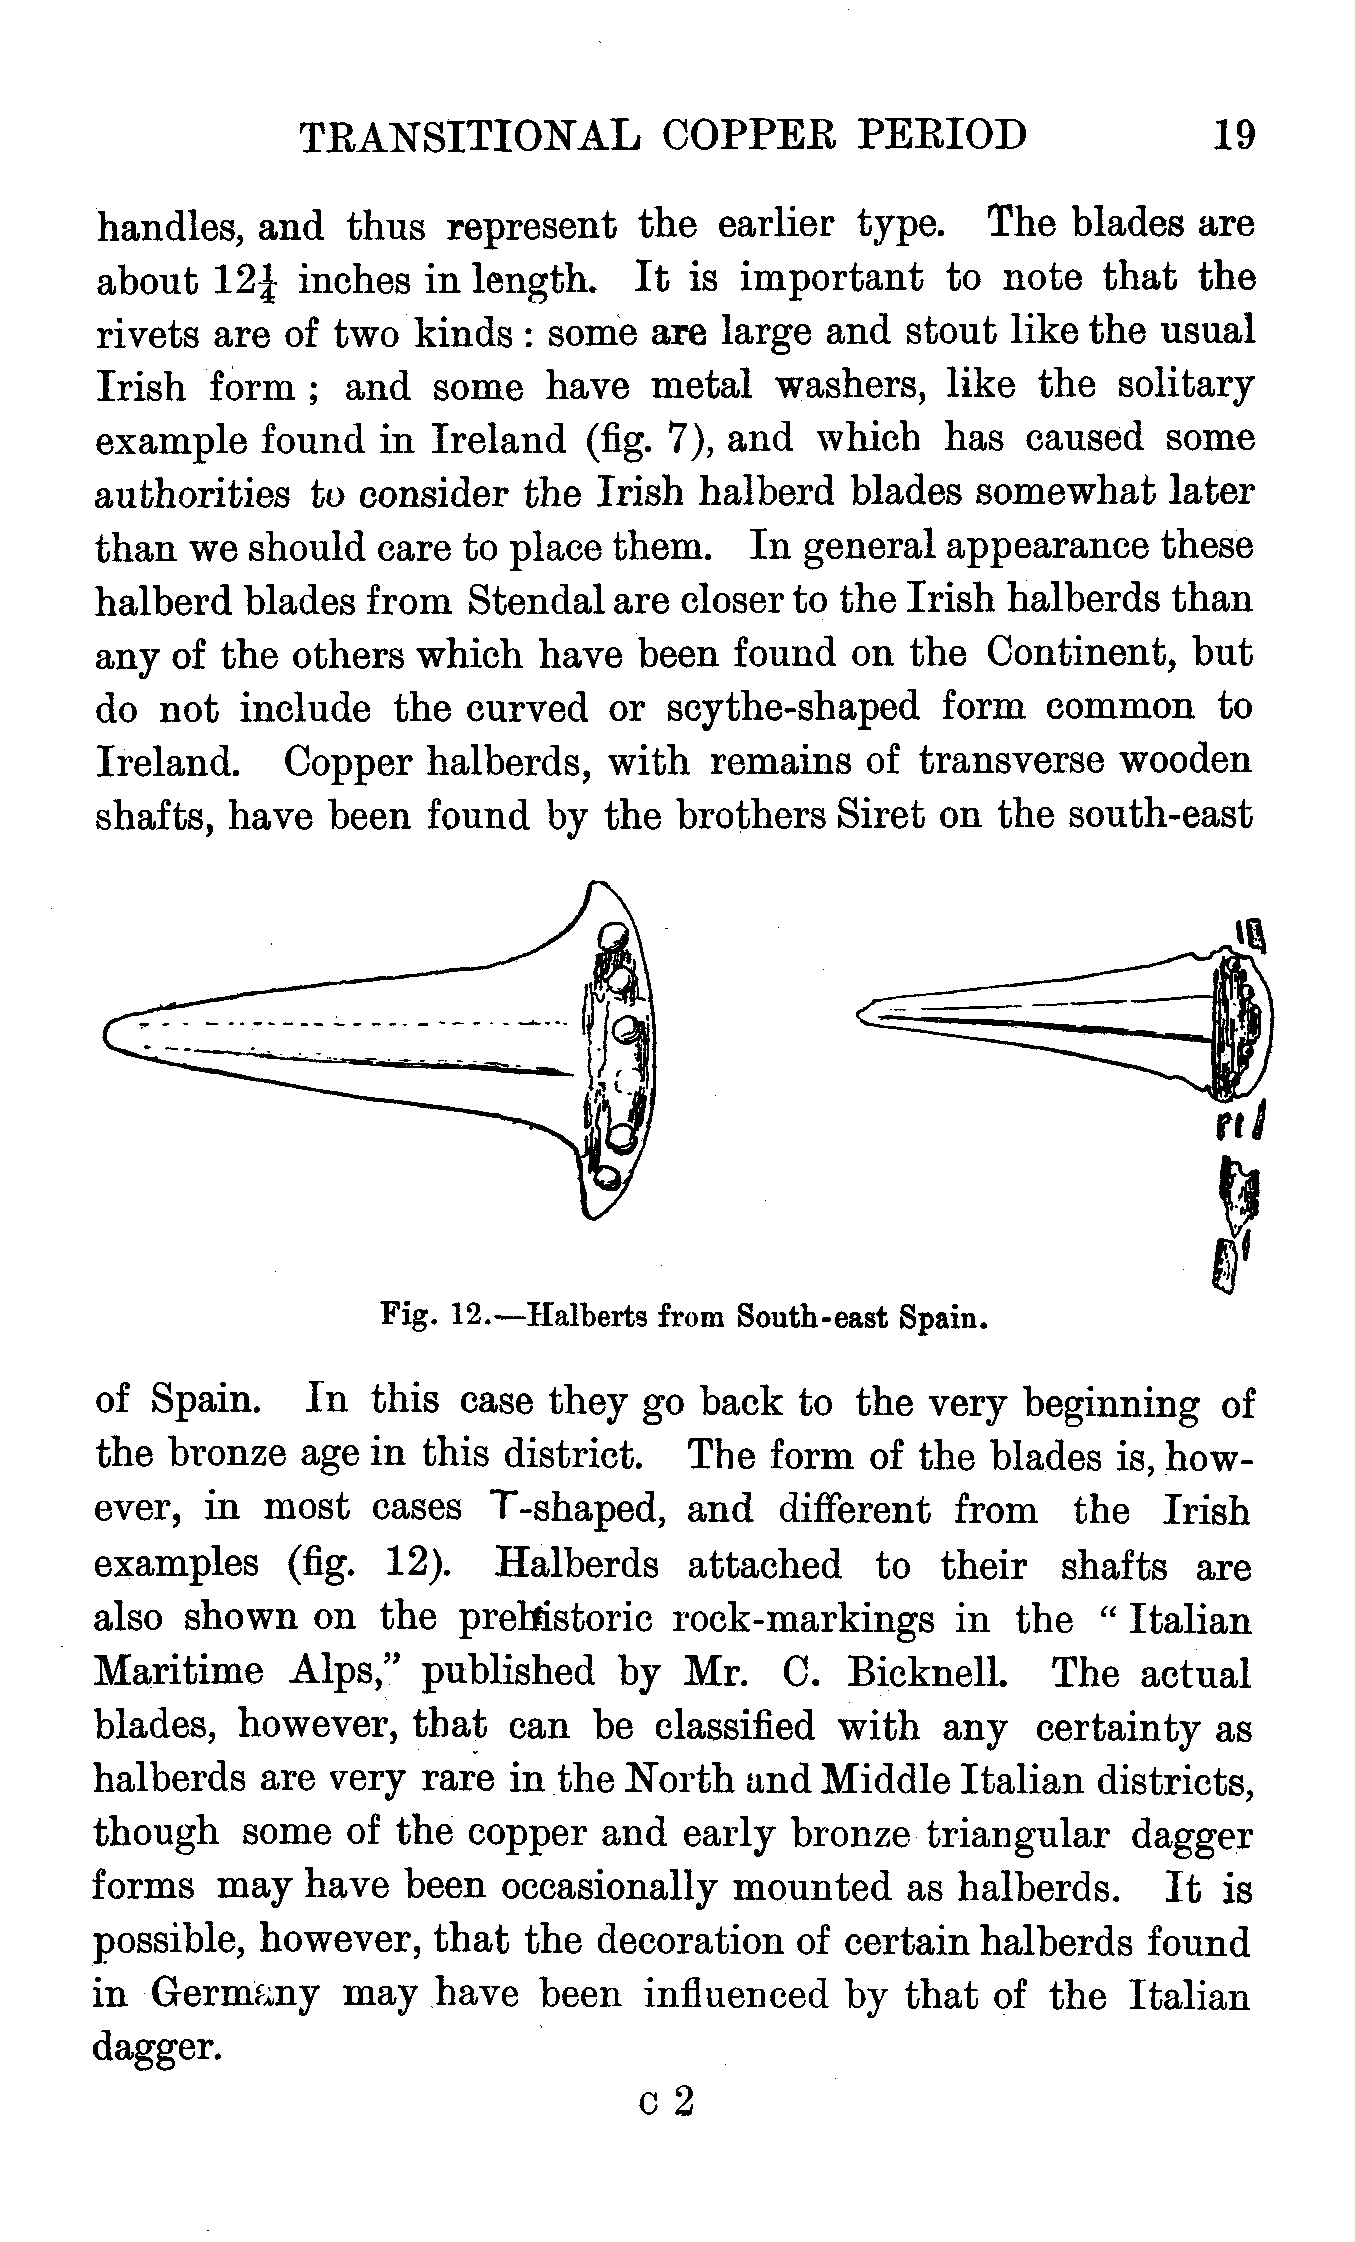 TRANSITIONAL COPPER PERIOD 19
handles, and thus represent the earlier type. The blades are
about 12¼ inches in length. It is important to note that the
rivets are of two kinds : some are large and stout like the usual
Irish form ; and some have metal washers, like the solitary
example found in Ireland (fig. 7), and which has caused some
authorities to consider the Irish halberd blades somewhat later
than we should care to place them. In general appearance these
halberd blades from Stendal are closer to the Irish halberds than
any of the others which have been found on the Continent, but
do not include the curved or scythe-shaped form common to
Ireland. Copper halberds, with remains of transverse wooden
shafts, have been found by the brothers Siret on the south-east
Fig. 12.—Halberts from South-east Spain.
of Spain. In this case they go back to the very beginning of
the bronze age in this district. The form of the blades is, how-
ever, in most cases T-shaped, and different from the Irish
examples (fig. 12). Halberds attached to their shafts are
also shown on the prehistoric rock-markings in the “ Italian
Maritime Alps,” published by Mr. C. Bicknell. The actual
blades, however, that can be classified with any certainty as
halberds are very rare in the North and Middle Italian districts,
though some of the copper and early bronze triangular dagger
forms may have been occasionally mounted as halberds. It is
possible, however, that the decoration of certain halberds found
in Germany may have been influenced by that of the Italian
dagger.
C 2